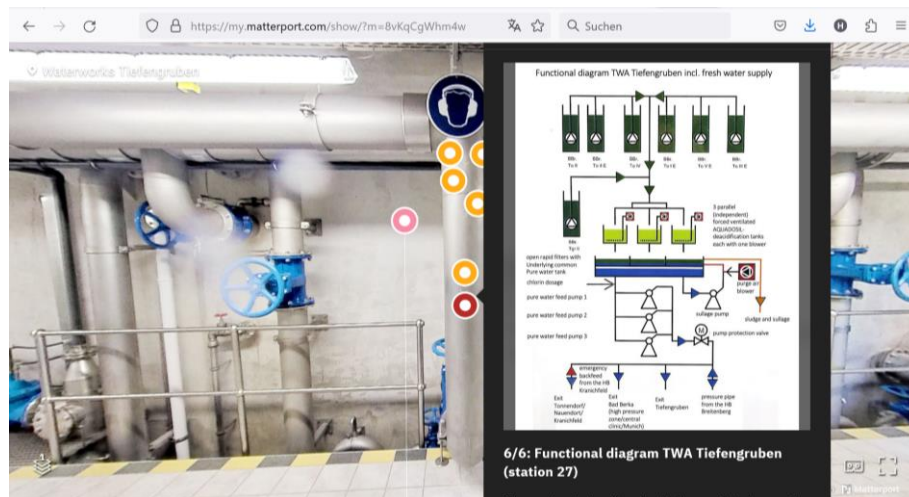 https://my.matterport.com/show/?m=8vKqCgWhm4w
Suchen
Waterworks Tiefengruben
Functional diagram TWA Tiefengruben incl. fresh water supply
3 parallel
(independent)
forced ventilated
AQUADOSIL-
deacidification tanks
each with one blower
open rapid filters with
Underlying common
Pure water tank
chlorin dosage
purge air
blower
pure water feed pump 1
sullage pump
sludge and sullage
pure water feed pump 2
M
pump protection valve
pure water feed pump 3
emergency
backfeed
from the HB
Kranichfeld
Exit
Tonnendorf/
Nauendorf/
Kranichfeld
Exit
Bad Berka
(high pressure
zone/central
clinic/Munich)
Exit
Tiefengruben
pressure pipe
from the HB
Breitenberg
6/6: Functional diagram TWA Tiefengruben
(station 27)
Matterport